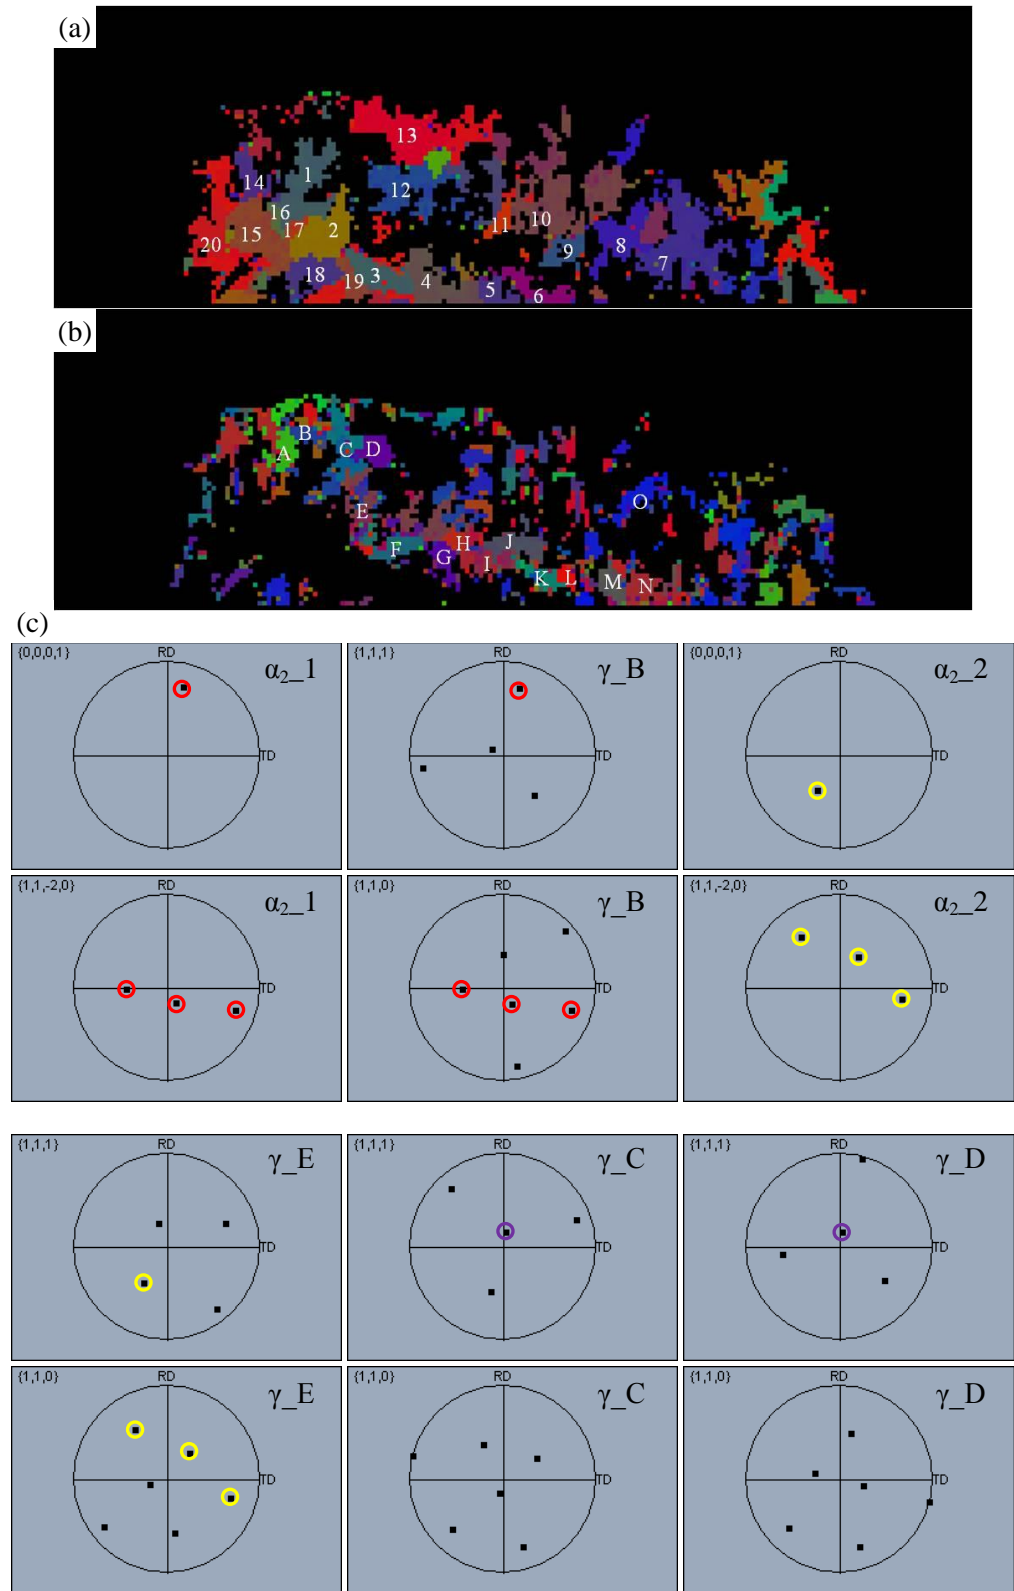 (a)
13
14
1
12
16
11
10
20
15
17
2
9
8
18
19
3
4
7
5
6
(b)
B
A
C
D
E
O
F
H
J
G
I
K
L
M
N
(c)
{0,0,0,1} RD α₂_1
TD
{1,1,1} RD γ_B
TD
{0,0,0,1} RD α₂_2
TD
{1,1,-2,0} RD α₂_1
TD
{1,1,0} RD γ_B
TD
{1,1,-2,0} RD α₂_2
TD
{1,1,1} RD γ_E
TD
{1,1,1} RD γ_C
TD
{1,1,1} RD γ_D
TD
{1,1,0} RD γ_E
TD
{1,1,0} RD γ_C
TD
{1,1,0} RD γ_D
TD